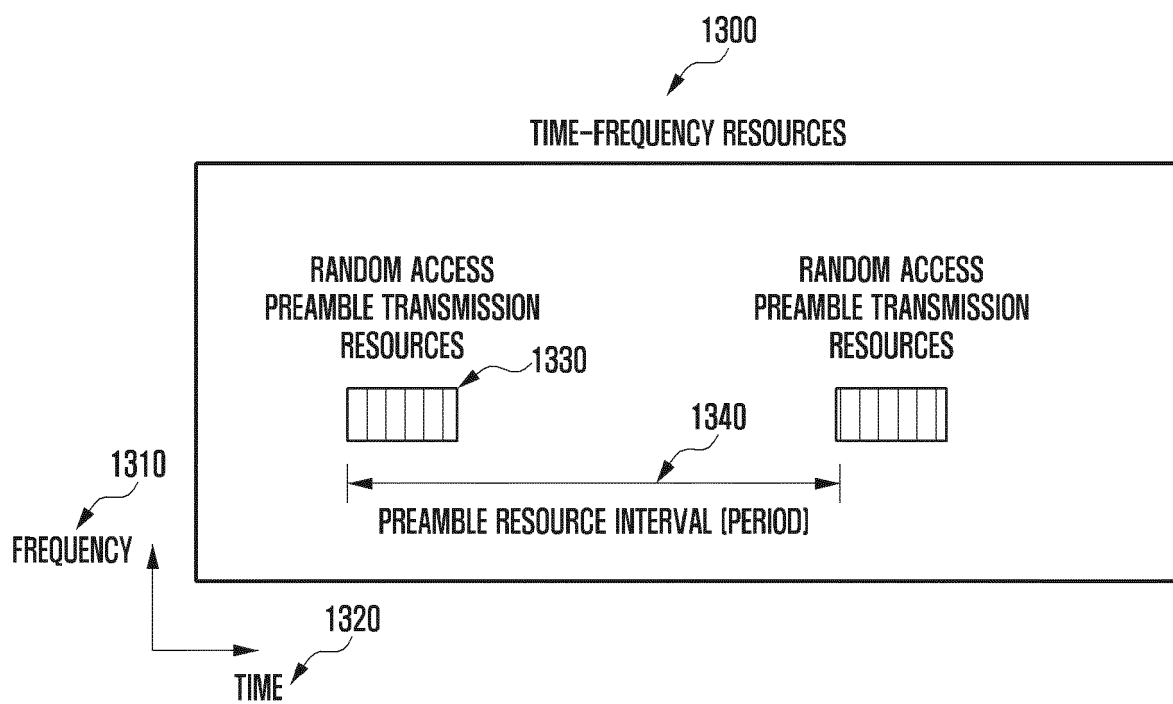 1300
TIME-FREQUENCY RESOURCES
RANDOM ACCESS
PREAMBLE TRANSMISSION
RESOURCES
1330
RANDOM ACCESS
PREAMBLE TRANSMISSION
RESOURCES
1340
PREAMBLE RESOURCE INTERVAL (PERIOD)
1310
FREQUENCY
1320
TIME